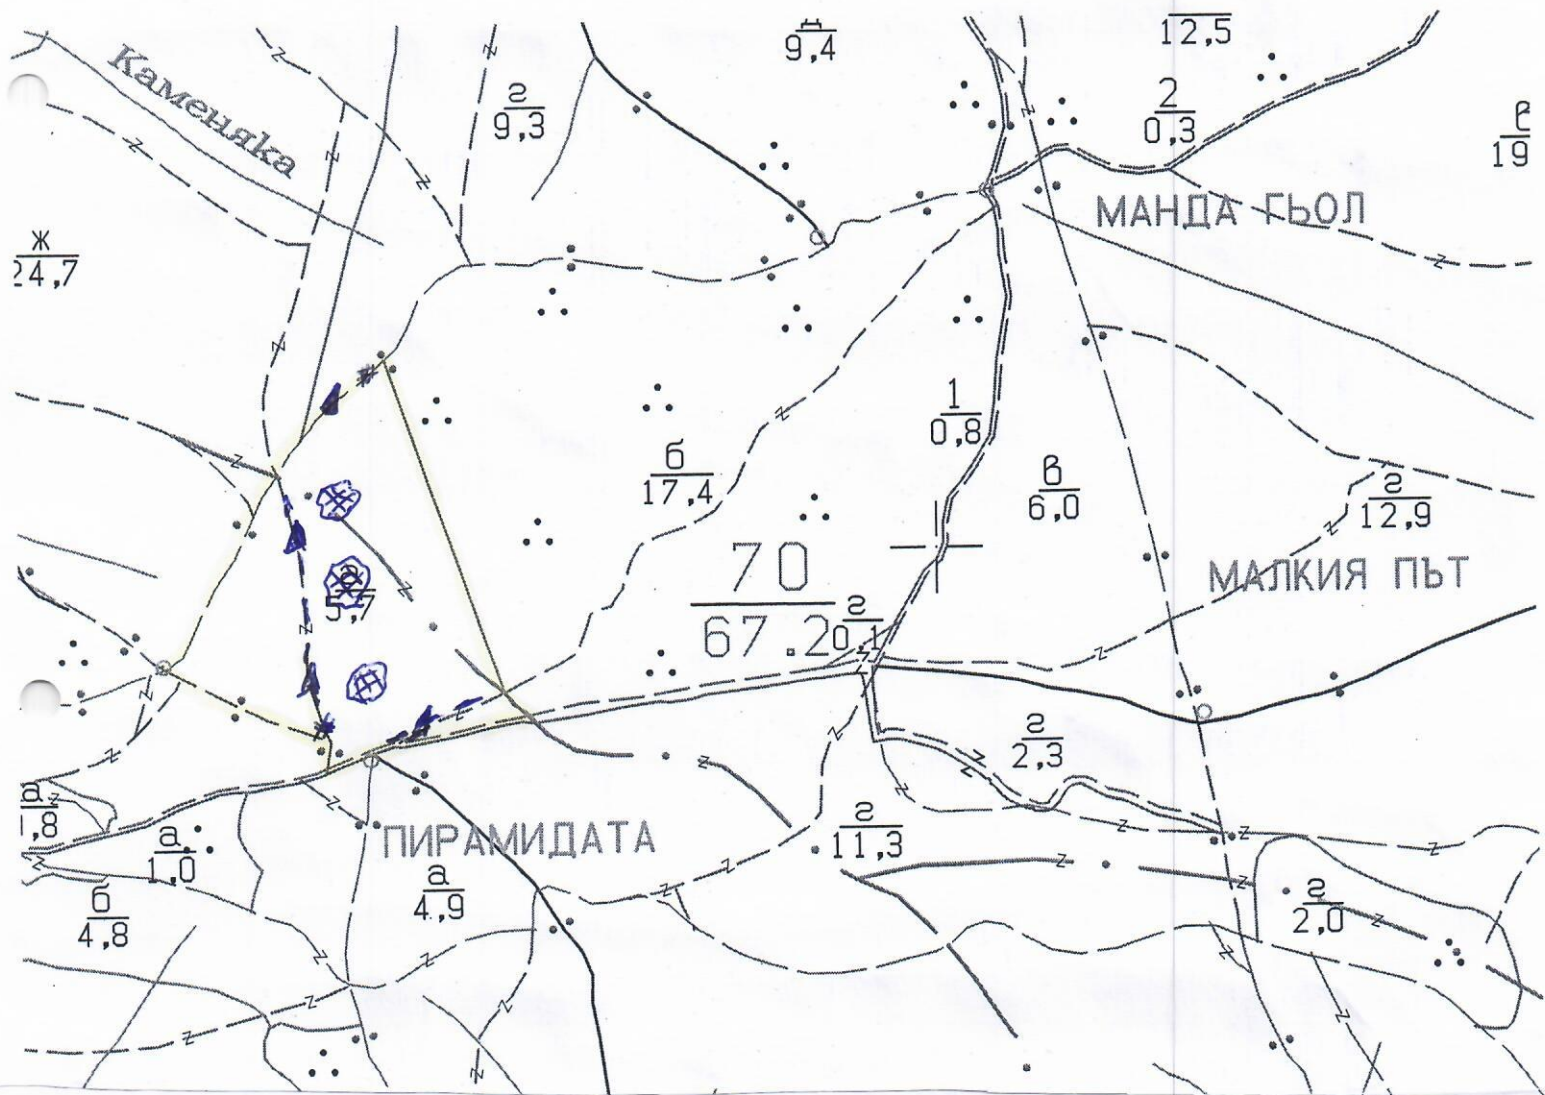 12,5
9,4
Каменяка
г
9,3
2
0,3
в
19
МАНДА ГЬОЛ
ж
24,7
1
0,8
б
17,4
в
6,0
г
12,9
5,7
70
67.2
г
0,1
МАЛКИЯ ПЪТ
г
2,3
а
1,8
а
1,0
ПИРАМИДАТА
г
11,3
а
4,9
б
4,8
г
2,0